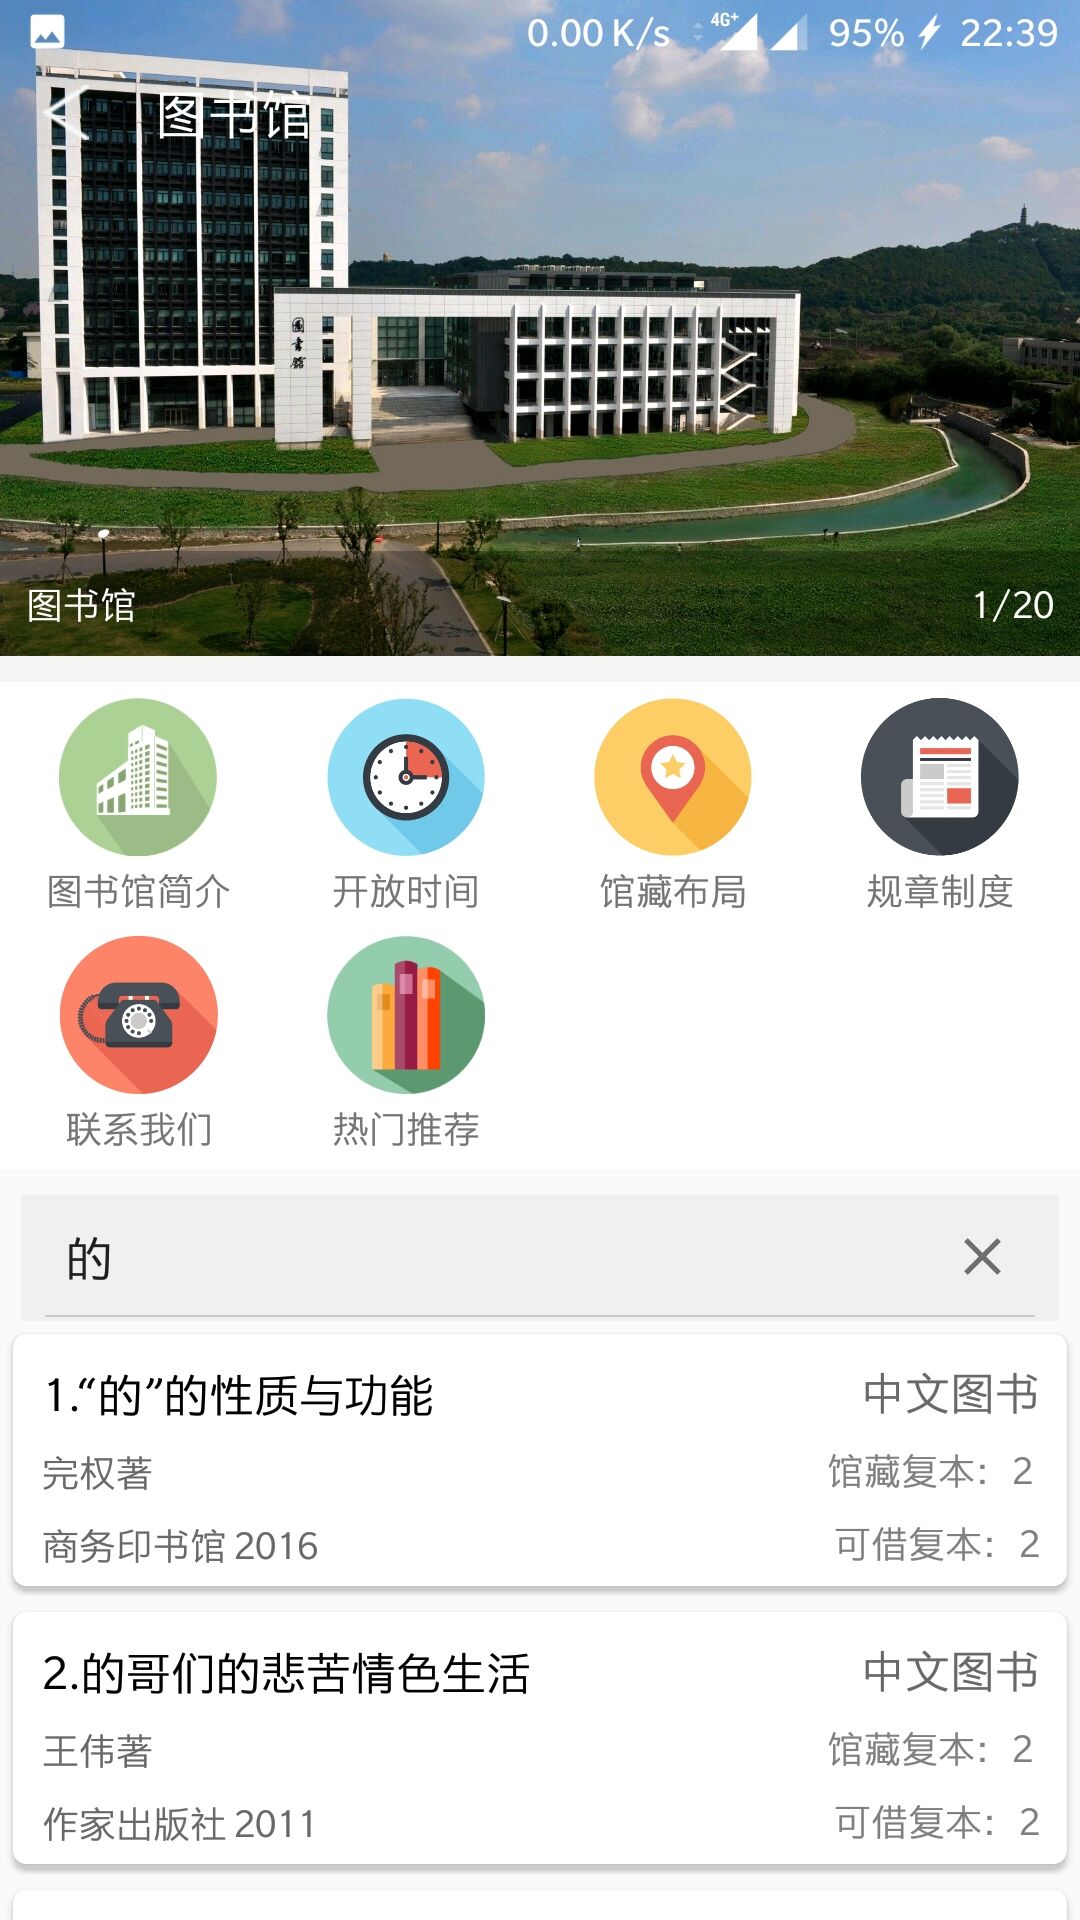 0.00 K/s 4G+ 95% 22:39
图书馆
圖書館
图书馆 1/20
图书馆简介 开放时间 馆藏布局 规章制度
联系我们 热门推荐
的
1.“的”的性质与功能 中文图书
完权著 馆藏复本：2
商务印书馆 2016 可借复本：2
2.的哥们的悲苦情色生活 中文图书
王伟著 馆藏复本：2
作家出版社 2011 可借复本：2